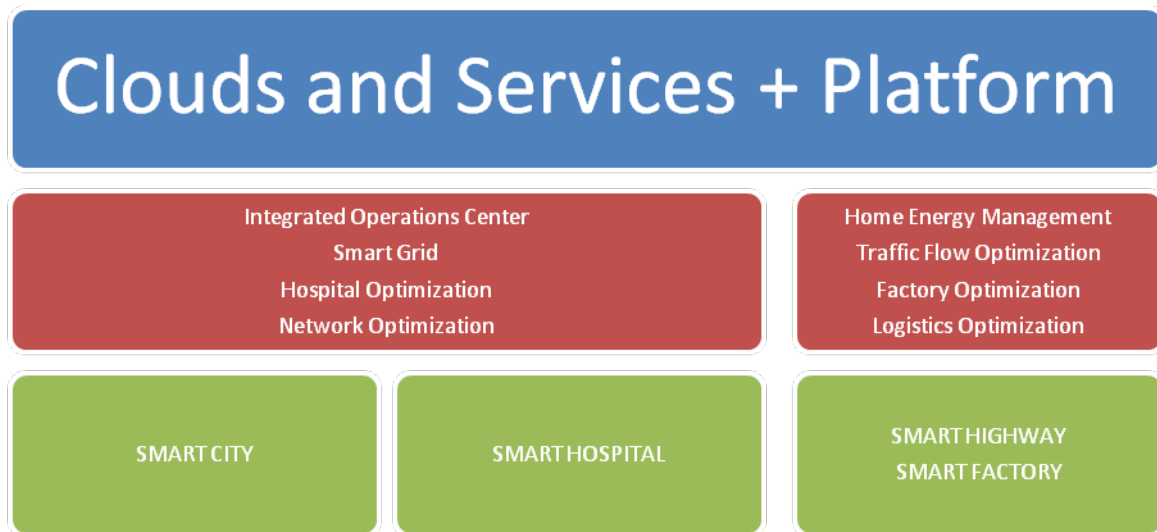 Clouds and Services + Platform
Integrated Operations Center
Smart Grid
Hospital Optimization
Network Optimization
Home Energy Management
Traffic Flow Optimization
Factory Optimization
Logistics Optimization
SMART CITY
SMART HOSPITAL
SMART HIGHWAY
SMART FACTORY